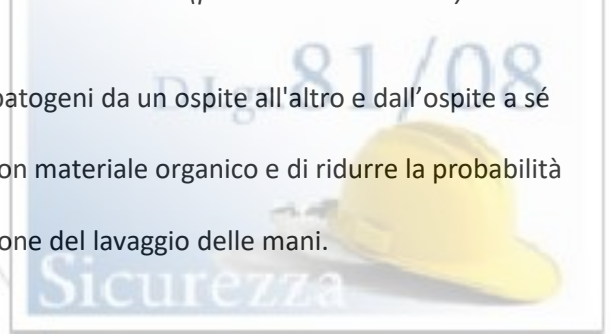 D.Lgs. 81/08
patogeni da un ospite all'altro e dall’ospite a sé
on materiale organico e di ridurre la probabilità
one del lavaggio delle mani.
Sicurezza